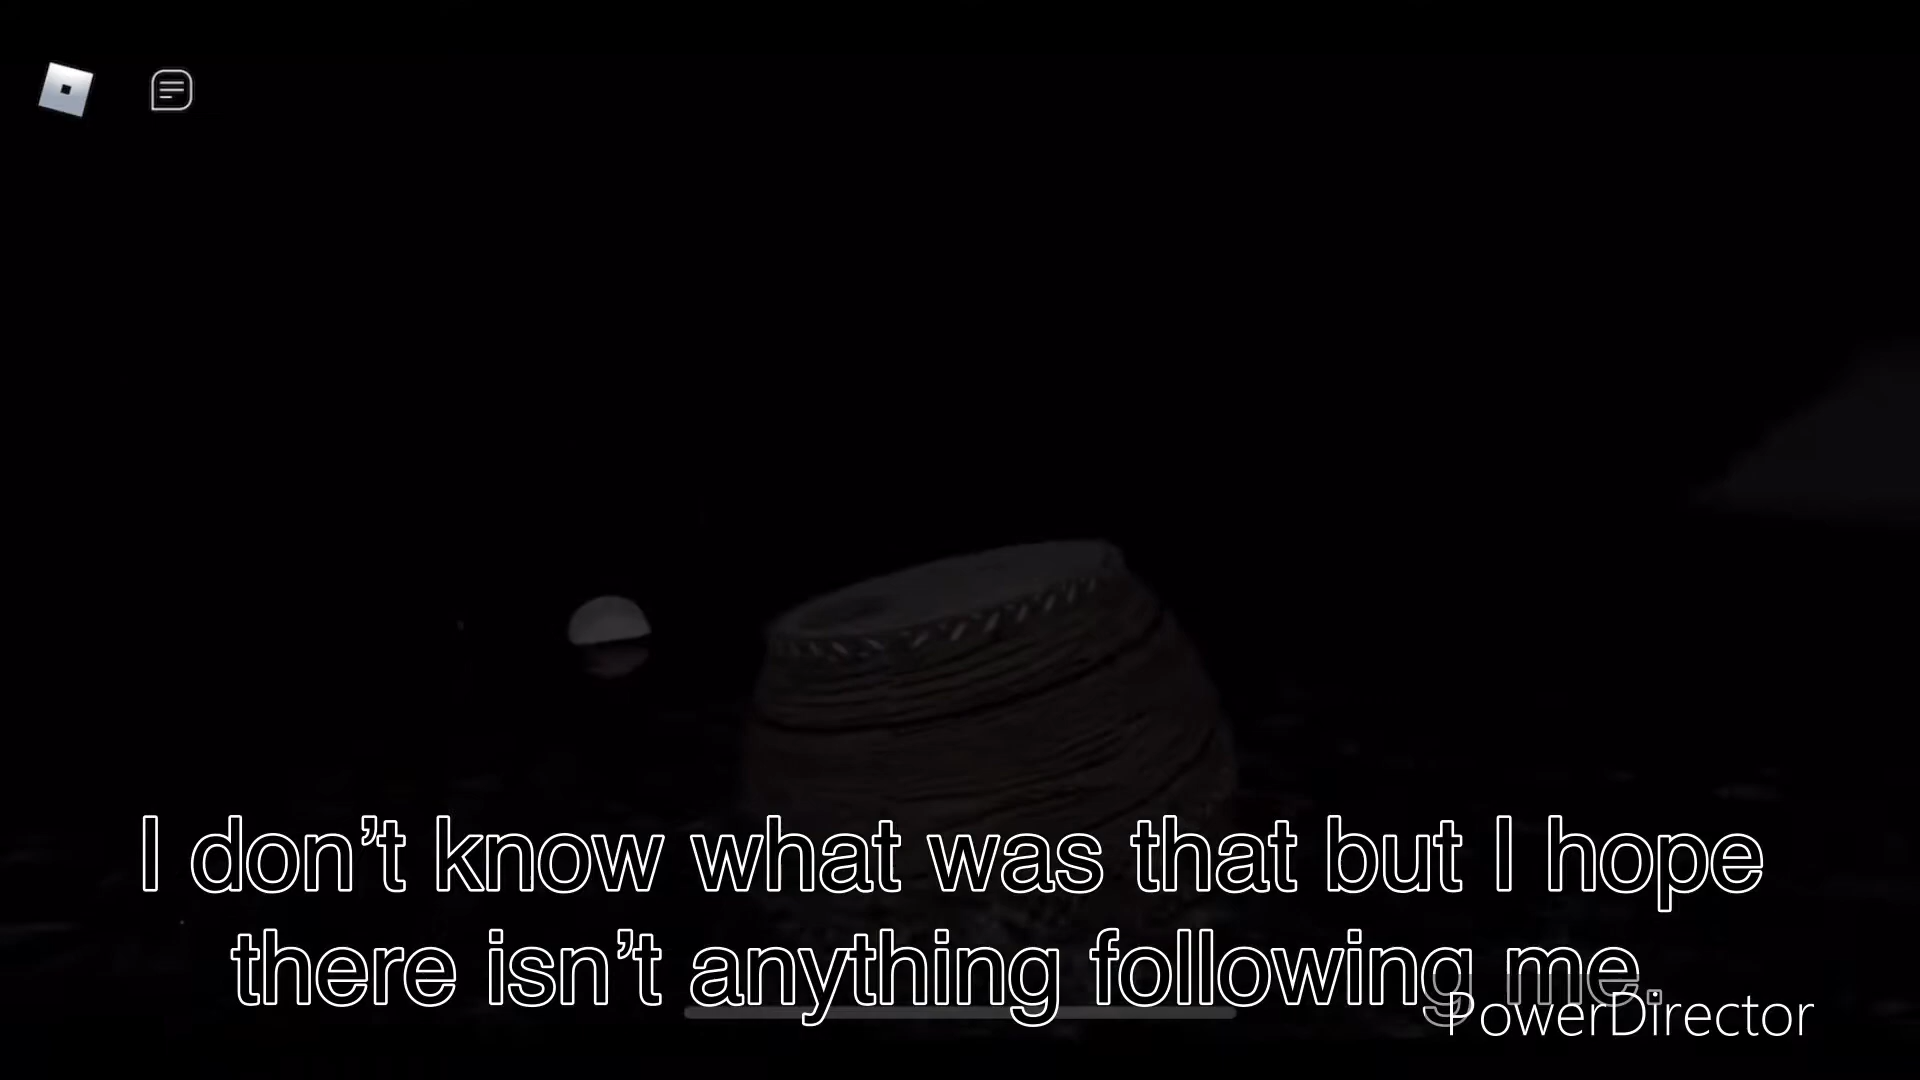 I don’t know what was that but I hope
there isn’t anything following me.
PowerDirector